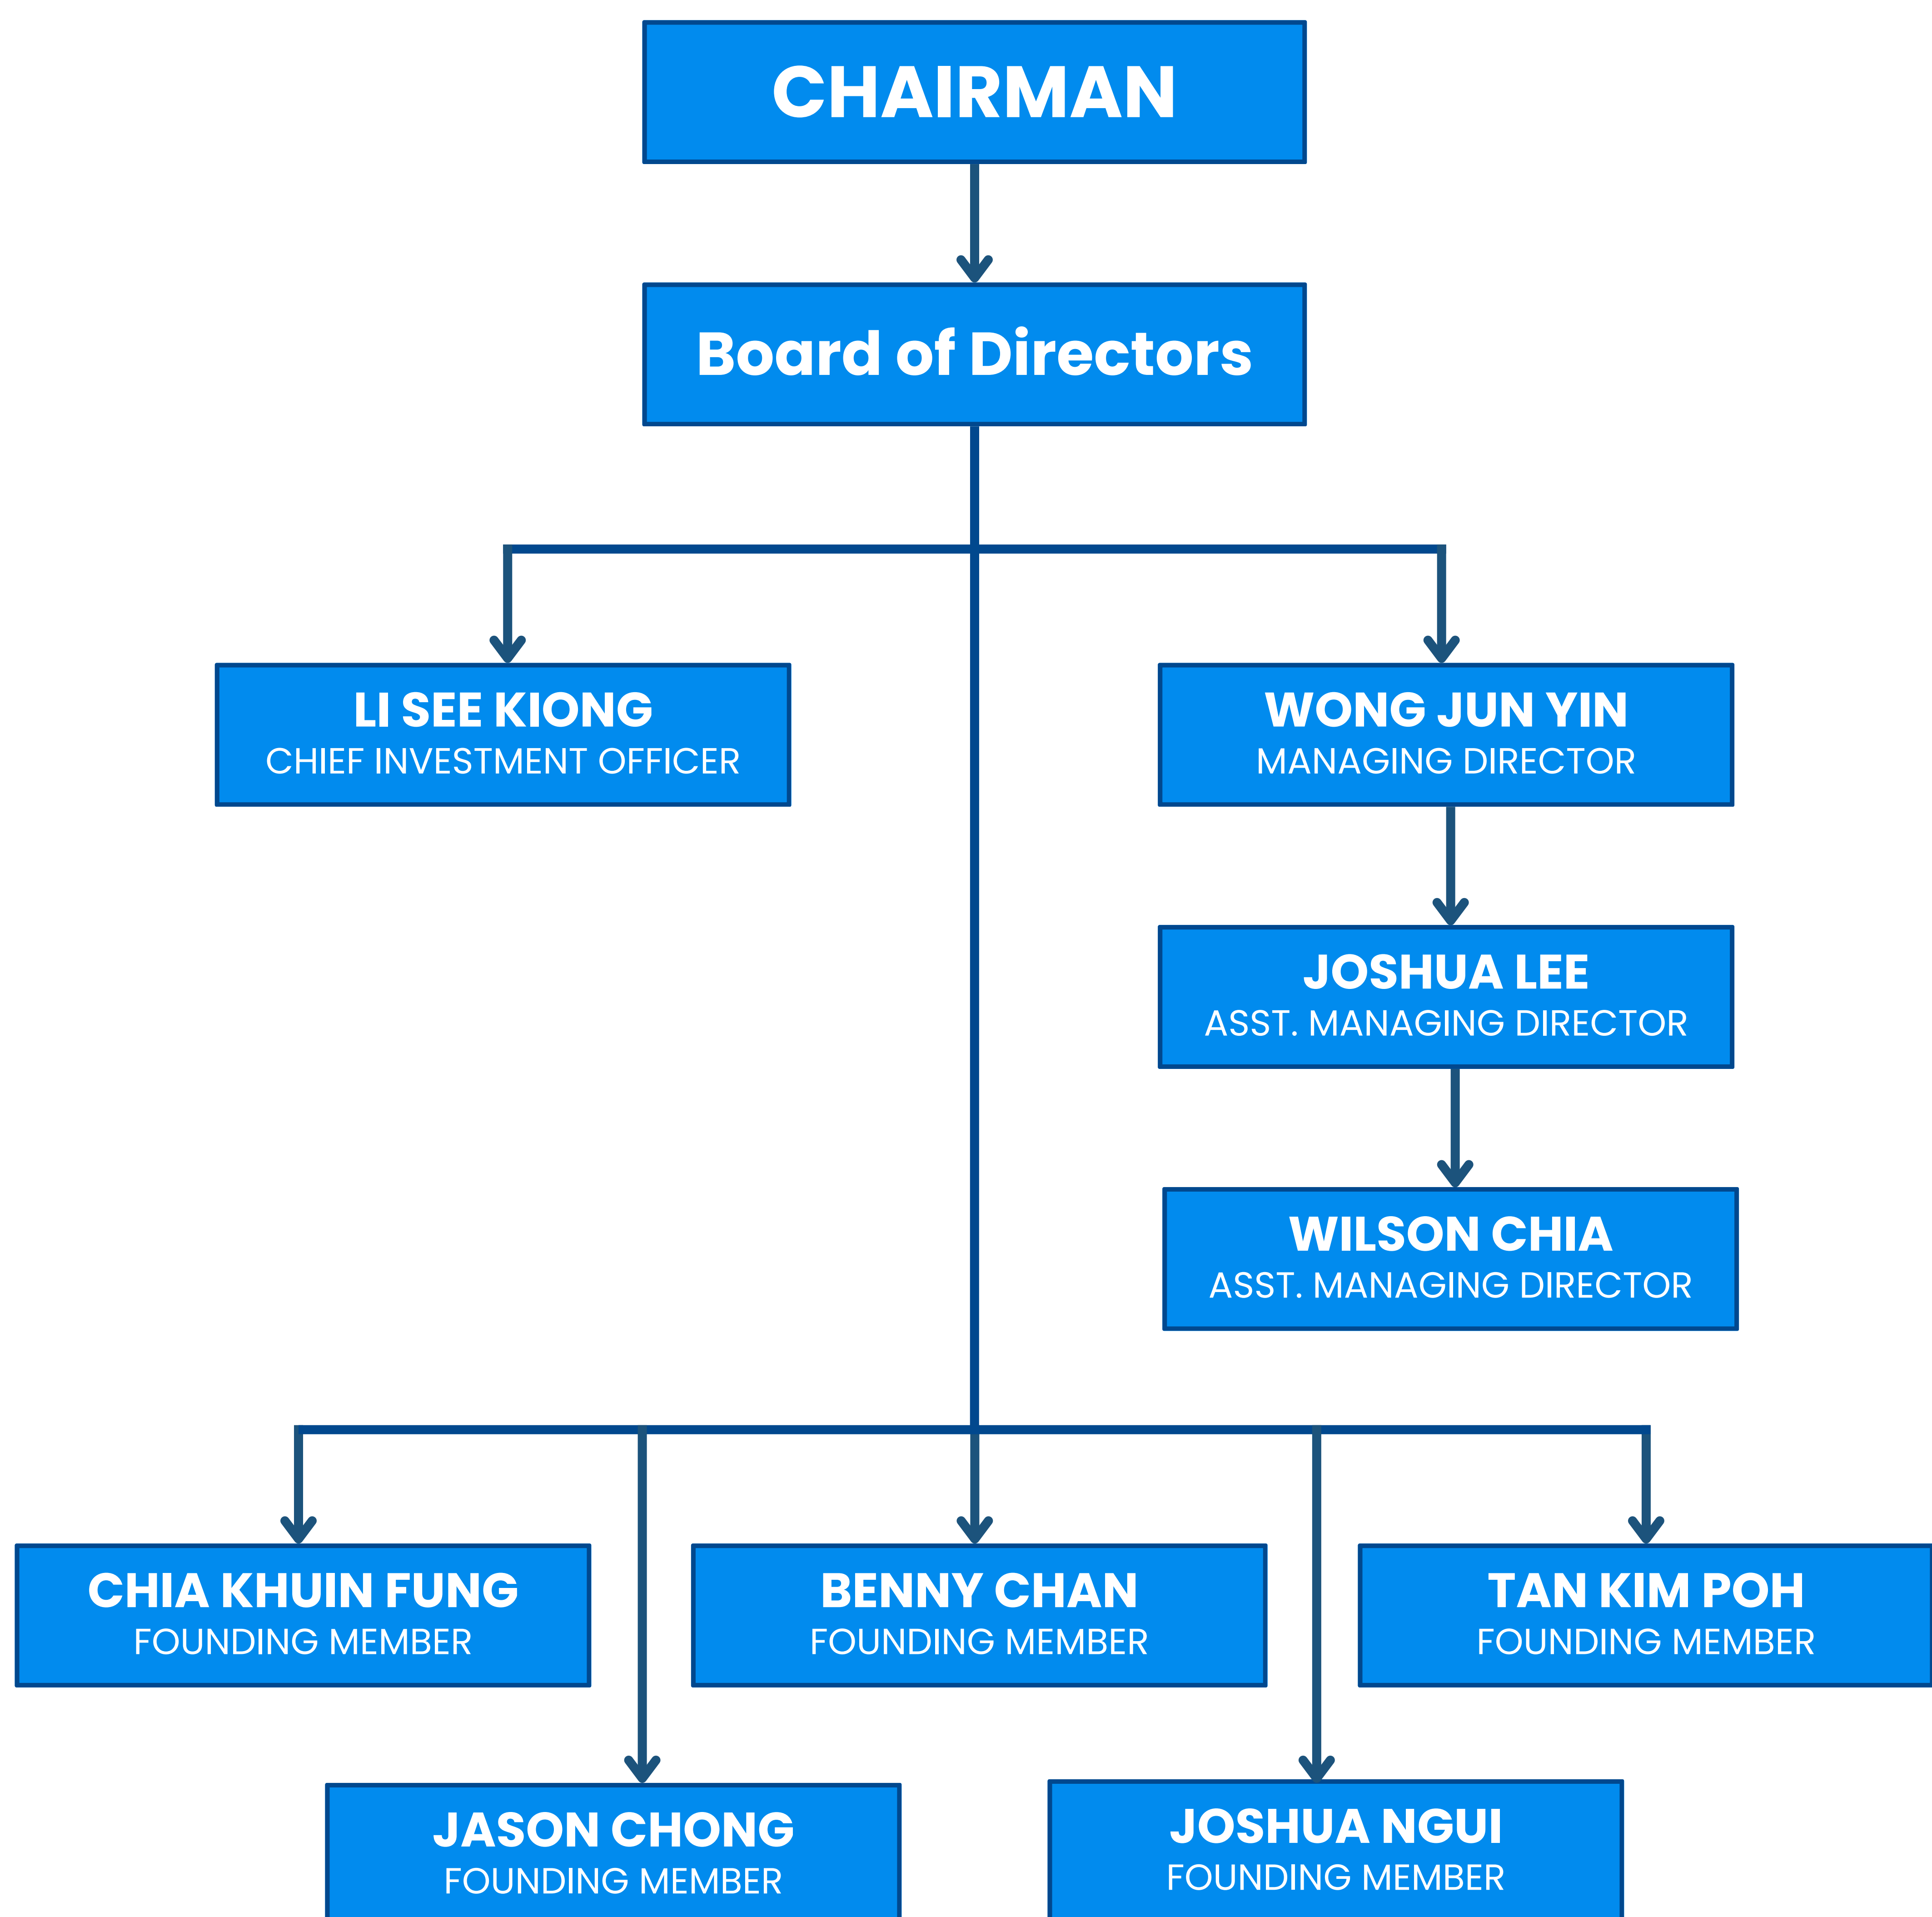 CHAIRMAN
Board of Directors
LI SEE KIONG
CHIEF INVESTMENT OFFICER
WONG JUN YIN
MANAGING DIRECTOR
JOSHUA LEE
ASST. MANAGING DIRECTOR
WILSON CHIA
ASST. MANAGING DIRECTOR
CHIA KHUIN FUNG
FOUNDING MEMBER
BENNY CHAN
FOUNDING MEMBER
TAN KIM POH
FOUNDING MEMBER
JASON CHONG
FOUNDING MEMBER
JOSHUA NGUI
FOUNDING MEMBER